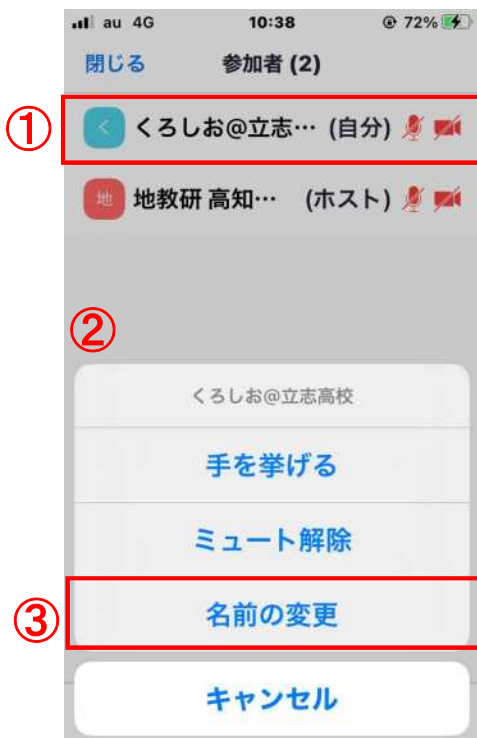 au 4G 10:38 72%
閉じる 参加者 (2)
①
く くろしお@立志… (自分)
地 地教研 高知… (ホスト)
②
くろしお@立志高校
手を挙げる
ミュート解除
③
名前の変更
キャンセル